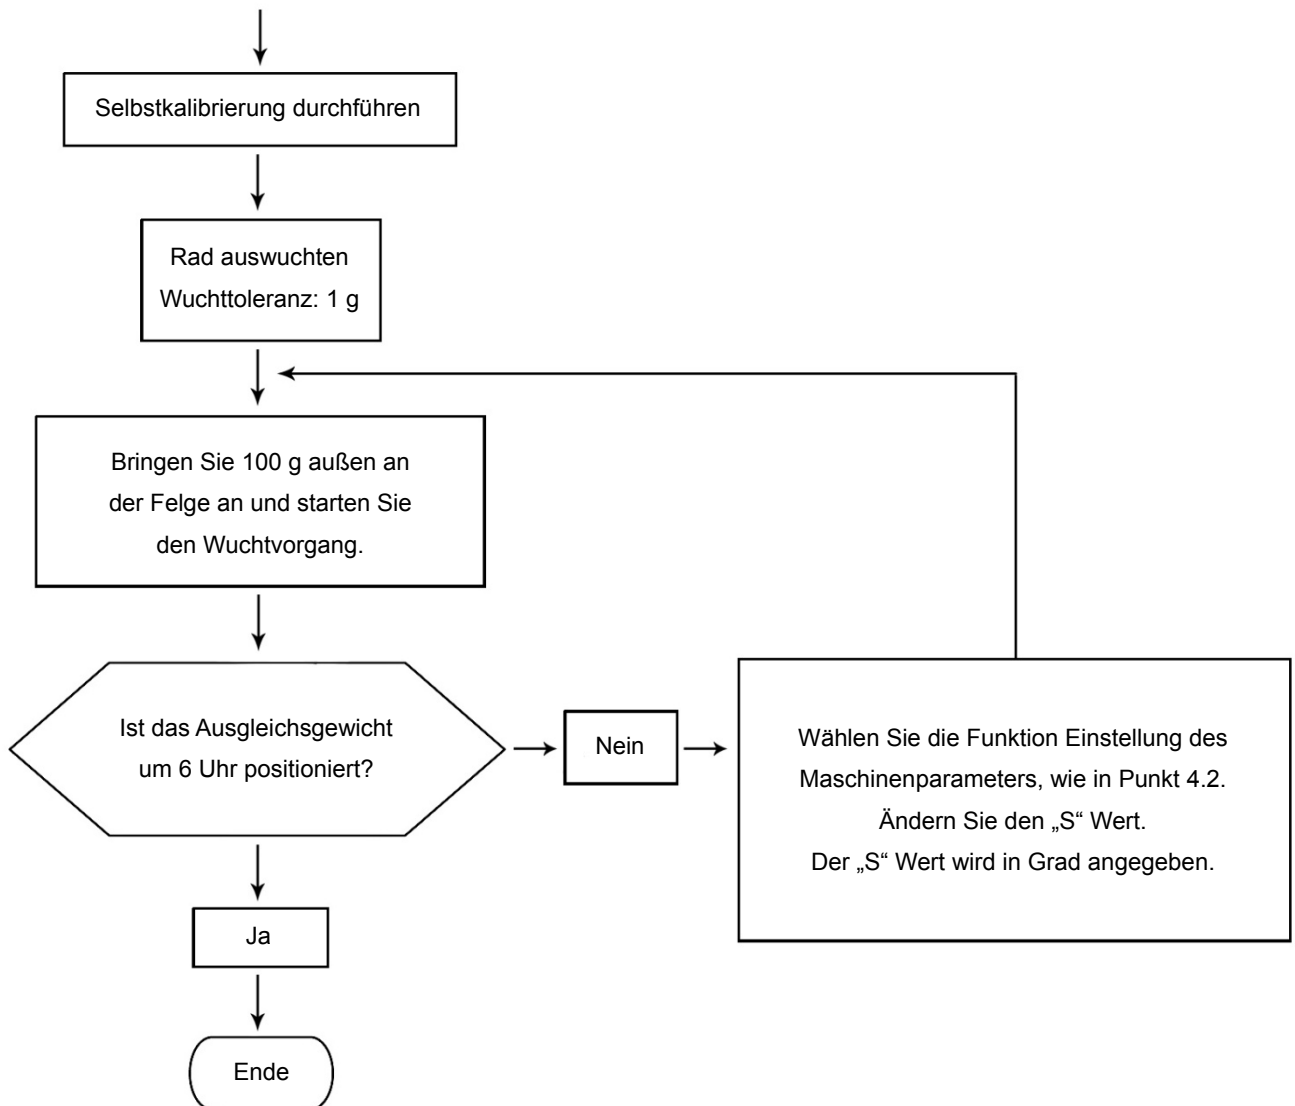 Selbstkalibrierung durchführen
Rad auswuchten
Wuchttoleranz: 1 g
Bringen Sie 100 g außen an
der Felge an und starten Sie
den Wuchtvorgang.
Ist das Ausgleichsgewicht
um 6 Uhr positioniert?
Nein
Wählen Sie die Funktion Einstellung des
Maschinenparameters, wie in Punkt 4.2.
Ändern Sie den „S“ Wert.
Der „S“ Wert wird in Grad angegeben.
Ja
Ende